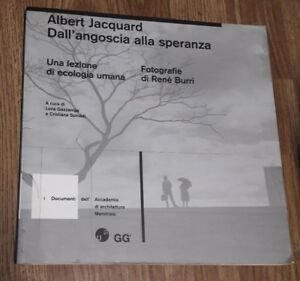 Albert Jacquard
Dall'angoscia alla speranza
Una lezione
di ecologia umana
Fotografie
di René Burri
A cura di
Luca Gazzaniga
e Cristiana Spinedi
I Documenti dell'
Accademia
di architettura
Mendrisio
GG